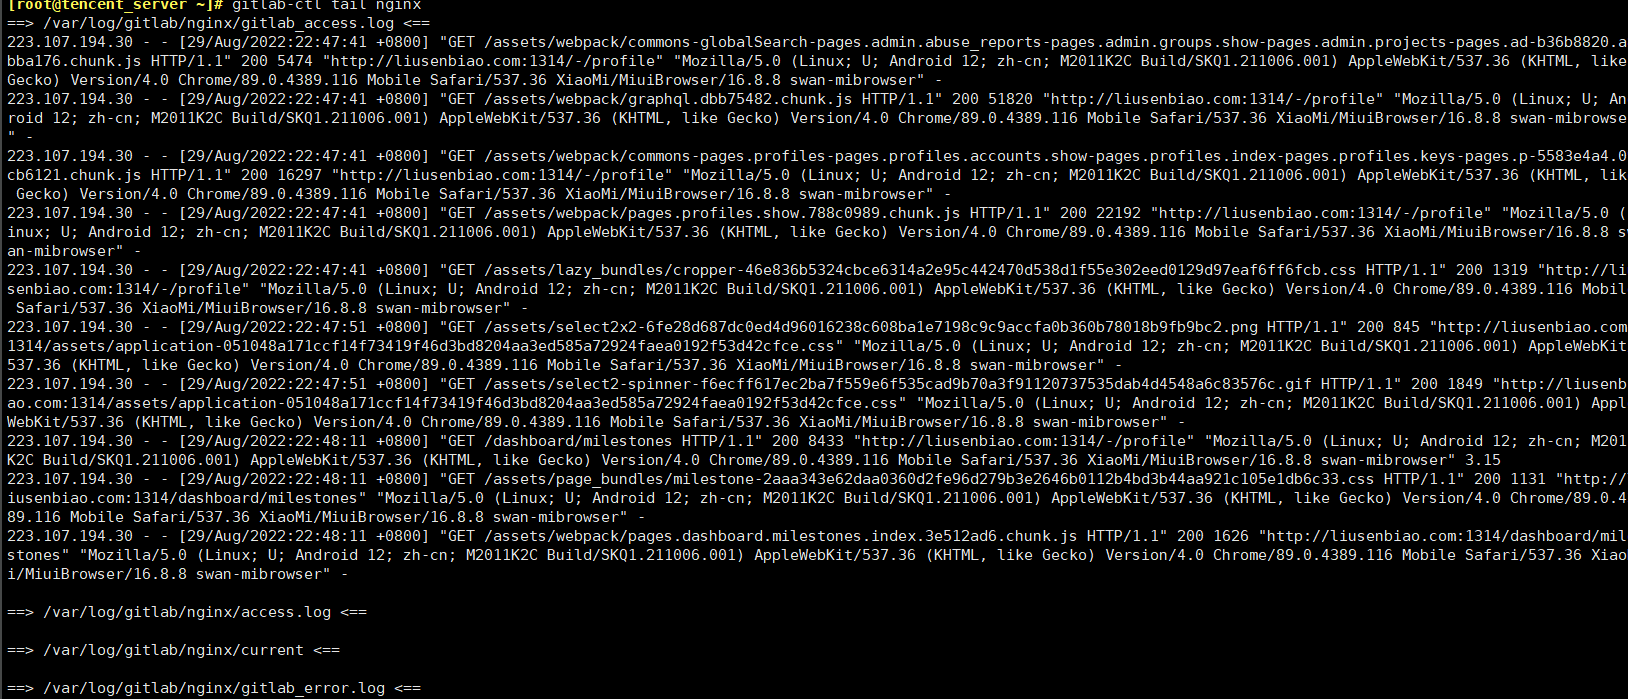 [root@tencent_server ~]# gitlab-ctl tail nginx
==> /var/log/gitlab/nginx/gitlab_access.log <==
223.107.194.30 - - [29/Aug/2022:22:47:41 +0800] "GET /assets/webpack/commons-globalSearch-pages.admin.abuse_reports-pages.admin.groups.show-pages.admin.projects-pages.ad-b36b8820.a
bba176.chunk.js HTTP/1.1" 200 5474 "http://liusenbiao.com:1314/-/profile" "Mozilla/5.0 (Linux; U; Android 12; zh-cn; M2011K2C Build/SKQ1.211006.001) AppleWebKit/537.36 (KHTML, like
Gecko) Version/4.0 Chrome/89.0.4389.116 Mobile Safari/537.36 XiaoMi/MiuiBrowser/16.8.8 swan-mibrowser" -
223.107.194.30 - - [29/Aug/2022:22:47:41 +0800] "GET /assets/webpack/graphql.dbb75482.chunk.js HTTP/1.1" 200 51820 "http://liusenbiao.com:1314/-/profile" "Mozilla/5.0 (Linux; U; An
roid 12; zh-cn; M2011K2C Build/SKQ1.211006.001) AppleWebKit/537.36 (KHTML, like Gecko) Version/4.0 Chrome/89.0.4389.116 Mobile Safari/537.36 XiaoMi/MiuiBrowser/16.8.8 swan-mibrowse
" -
223.107.194.30 - - [29/Aug/2022:22:47:41 +0800] "GET /assets/webpack/commons-pages.profiles-pages.profiles.accounts.show-pages.profiles.index-pages.profiles.keys-pages.p-5583e4a4.0
cb6121.chunk.js HTTP/1.1" 200 16297 "http://liusenbiao.com:1314/-/profile" "Mozilla/5.0 (Linux; U; Android 12; zh-cn; M2011K2C Build/SKQ1.211006.001) AppleWebKit/537.36 (KHTML, lik
Gecko) Version/4.0 Chrome/89.0.4389.116 Mobile Safari/537.36 XiaoMi/MiuiBrowser/16.8.8 swan-mibrowser" -
223.107.194.30 - - [29/Aug/2022:22:47:41 +0800] "GET /assets/webpack/pages.profiles.show.788c0989.chunk.js HTTP/1.1" 200 22192 "http://liusenbiao.com:1314/-/profile" "Mozilla/5.0 (
inux; U; Android 12; zh-cn; M2011K2C Build/SKQ1.211006.001) AppleWebKit/537.36 (KHTML, like Gecko) Version/4.0 Chrome/89.0.4389.116 Mobile Safari/537.36 XiaoMi/MiuiBrowser/16.8.8 s
an-mibrowser" -
223.107.194.30 - - [29/Aug/2022:22:47:41 +0800] "GET /assets/lazy_bundles/cropper-46e836b5324cbce6314a2e95c442470d538d1f55e302eed0129d97eaf6ff6fcb.css HTTP/1.1" 200 1319 "http://li
senbiao.com:1314/-/profile" "Mozilla/5.0 (Linux; U; Android 12; zh-cn; M2011K2C Build/SKQ1.211006.001) AppleWebKit/537.36 (KHTML, like Gecko) Version/4.0 Chrome/89.0.4389.116 Mobil
Safari/537.36 XiaoMi/MiuiBrowser/16.8.8 swan-mibrowser" -
223.107.194.30 - - [29/Aug/2022:22:47:51 +0800] "GET /assets/select2x2-6fe28d687dc0ed4d96016238c608ba1e7198c9c9accfa0b360b78018b9fb9bc2.png HTTP/1.1" 200 845 "http://liusenbiao.com
1314/assets/application-051048a171ccf14f73419f46d3bd8204aa3ed585a72924faea0192f53d42cfce.css" "Mozilla/5.0 (Linux; U; Android 12; zh-cn; M2011K2C Build/SKQ1.211006.001) AppleWebKit
537.36 (KHTML, like Gecko) Version/4.0 Chrome/89.0.4389.116 Mobile Safari/537.36 XiaoMi/MiuiBrowser/16.8.8 swan-mibrowser" -
223.107.194.30 - - [29/Aug/2022:22:47:51 +0800] "GET /assets/select2-spinner-f6ecff617ec2ba7f559e6f535cad9b70a3f91120737535dab4d4548a6c83576c.gif HTTP/1.1" 200 1849 "http://liusenb
ao.com:1314/assets/application-051048a171ccf14f73419f46d3bd8204aa3ed585a72924faea0192f53d42cfce.css" "Mozilla/5.0 (Linux; U; Android 12; zh-cn; M2011K2C Build/SKQ1.211006.001) Appl
WebKit/537.36 (KHTML, like Gecko) Version/4.0 Chrome/89.0.4389.116 Mobile Safari/537.36 XiaoMi/MiuiBrowser/16.8.8 swan-mibrowser" -
223.107.194.30 - - [29/Aug/2022:22:48:11 +0800] "GET /dashboard/milestones HTTP/1.1" 200 8433 "http://liusenbiao.com:1314/-/profile" "Mozilla/5.0 (Linux; U; Android 12; zh-cn; M201
K2C Build/SKQ1.211006.001) AppleWebKit/537.36 (KHTML, like Gecko) Version/4.0 Chrome/89.0.4389.116 Mobile Safari/537.36 XiaoMi/MiuiBrowser/16.8.8 swan-mibrowser" 3.15
223.107.194.30 - - [29/Aug/2022:22:48:11 +0800] "GET /assets/page_bundles/milestone-2aaa343e62daa0360d2fe96d279b3e2646b0112b4bd3b44aa921c105e1db6c33.css HTTP/1.1" 200 1131 "http://
iusenbiao.com:1314/dashboard/milestones" "Mozilla/5.0 (Linux; U; Android 12; zh-cn; M2011K2C Build/SKQ1.211006.001) AppleWebKit/537.36 (KHTML, like Gecko) Version/4.0 Chrome/89.0.4
89.116 Mobile Safari/537.36 XiaoMi/MiuiBrowser/16.8.8 swan-mibrowser" -
223.107.194.30 - - [29/Aug/2022:22:48:11 +0800] "GET /assets/webpack/pages.dashboard.milestones.index.3e512ad6.chunk.js HTTP/1.1" 200 1626 "http://liusenbiao.com:1314/dashboard/mil
stones" "Mozilla/5.0 (Linux; U; Android 12; zh-cn; M2011K2C Build/SKQ1.211006.001) AppleWebKit/537.36 (KHTML, like Gecko) Version/4.0 Chrome/89.0.4389.116 Mobile Safari/537.36 Xiao
i/MiuiBrowser/16.8.8 swan-mibrowser" -
==> /var/log/gitlab/nginx/access.log <==
==> /var/log/gitlab/nginx/current <==
==> /var/log/gitlab/nginx/gitlab_error.log <==